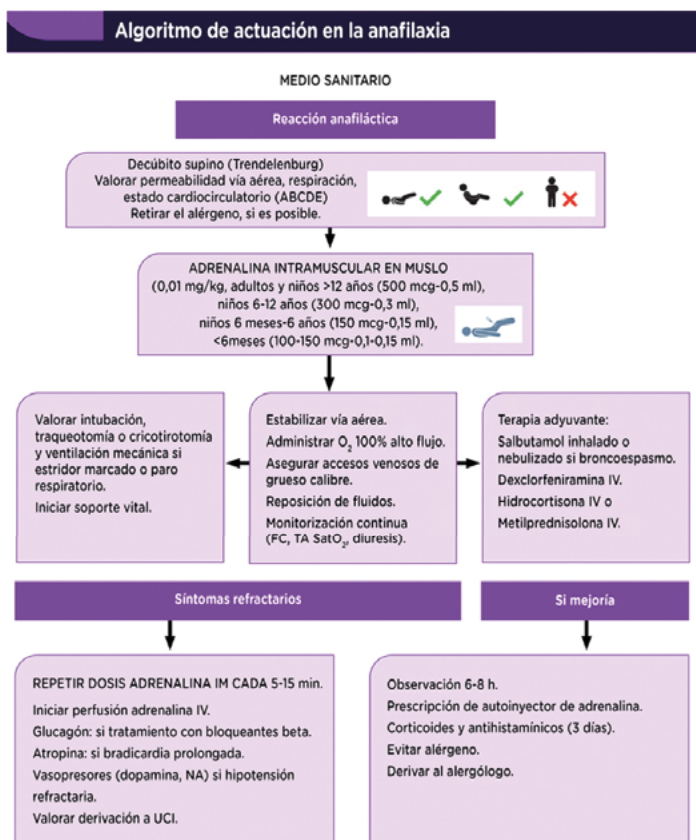 Algoritmo de actuación en la anafilaxia
MEDIO SANITARIO
Reacción anafiláctica
Decúbito supino (Trendelenburg)
Valorar permeabilidad vía aérea, respiración,
estado cardiocirculatorio (ABCDE)
Retirar el alérgeno, si es posible.
ADRENALINA INTRAMUSCULAR EN MUSLO
(0,01 mg/kg, adultos y niños >12 años (500 mcg-0,5 ml),
niños 6-12 años (300 mcg-0,3 ml),
niños 6 meses-6 años (150 mcg-0,15 ml),
<6meses (100-150 mcg-0,1-0,15 ml).
Valorar intubación,
traqueotomía o cricotirotomía
y ventilación mecánica si
estridor marcado o paro
respiratorio.
Iniciar soporte vital.
Estabilizar vía aérea.
Administrar O₂ 100% alto flujo.
Asegurar accesos venosos de
grueso calibre.
Reposición de fluidos.
Monitorización continua
(FC, TA SatO₂, diuresis).
Terapia adyuvante:
Salbutamol inhalado o
nebulizado si broncoespasmo.
Dexclorfeniramina IV.
Hidrocortisona IV o
Metilprednisolona IV.
Síntomas refractarios
REPETIR DOSIS ADRENALINA IM CADA 5-15 min.
Iniciar perfusión adrenalina IV.
Glucagón: si tratamiento con bloqueantes beta.
Atropina: si bradicardia prolongada.
Vasopresores (dopamina, NA) si hipotensión
refractaria.
Valorar derivación a UCI.
Si mejoría
Observación 6-8 h.
Prescripción de autoinyector de adrenalina.
Corticoides y antihistamínicos (3 días).
Evitar alérgeno.
Derivar al alergólogo.